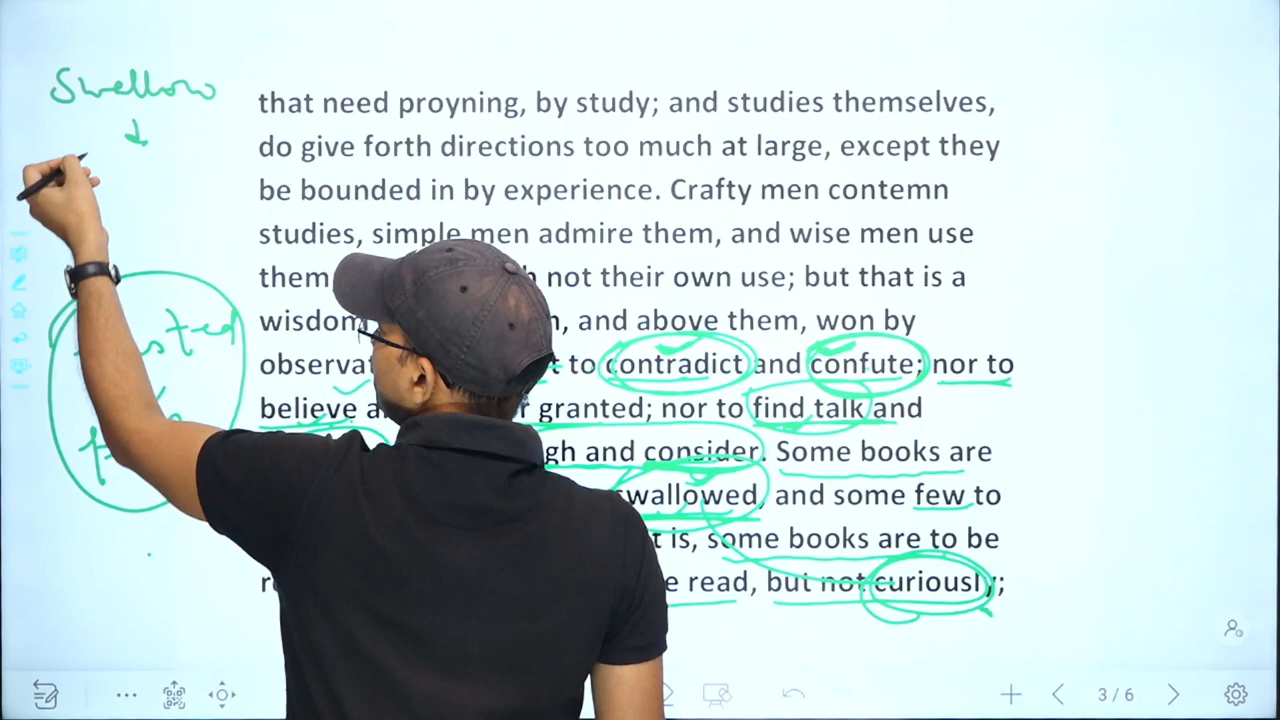 Swellow
that need proyning, by study; and studies themselves,
do give forth directions too much at large, except they
be bounded in by experience. Crafty men contemn
studies, simple men admire them, and wise men use
them not their own use; but that is a
wisdom and above them, won by
to contradict and confute; nor to
believe granted; nor to find talk and
and consider. Some books are
swallowed, and some few to
is, some books are to be
read, but not curiously;
3 / 6